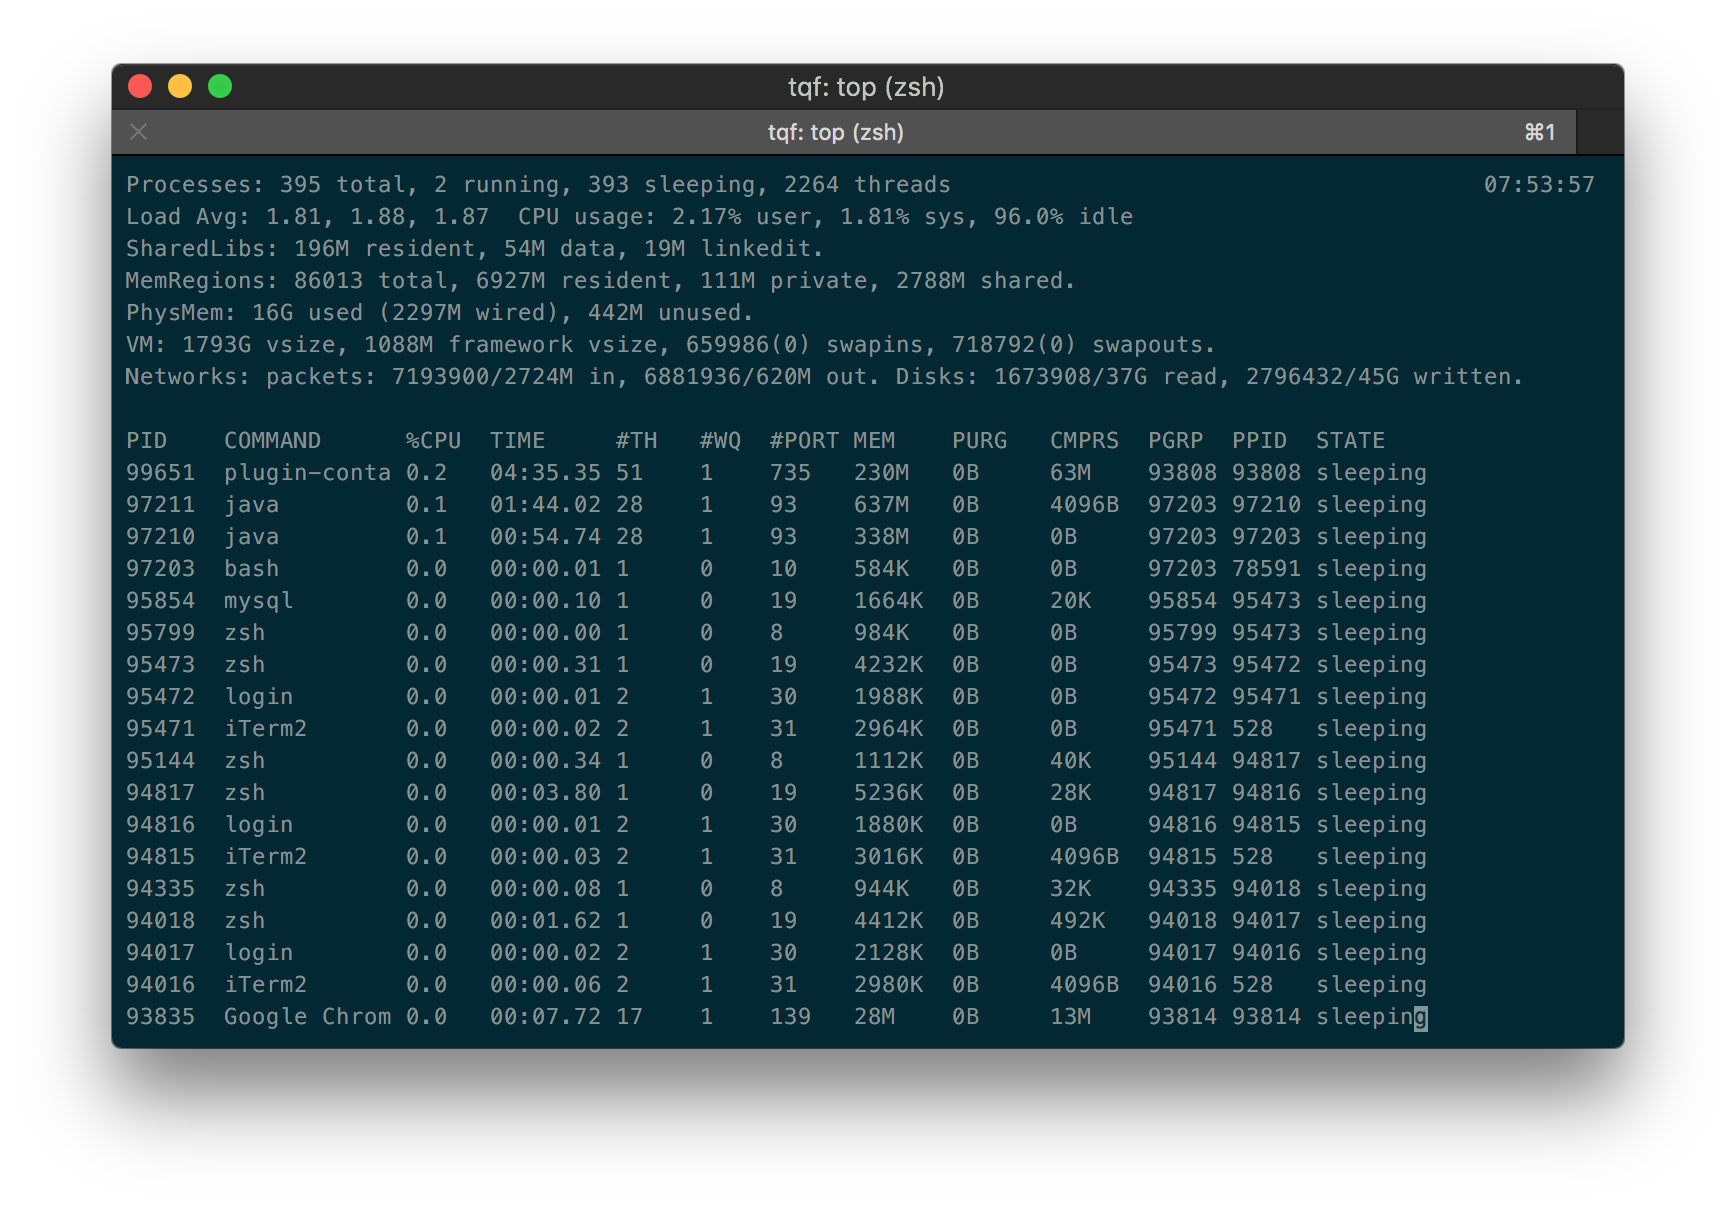 tqf: top (zsh)
tqf: top (zsh) ⌘1
Processes: 395 total, 2 running, 393 sleeping, 2264 threads 07:53:57
Load Avg: 1.81, 1.88, 1.87  CPU usage: 2.17% user, 1.81% sys, 96.0% idle
SharedLibs: 196M resident, 54M data, 19M linkedit.
MemRegions: 86013 total, 6927M resident, 111M private, 2788M shared.
PhysMem: 16G used (2297M wired), 442M unused.
VM: 1793G vsize, 1088M framework vsize, 659986(0) swapins, 718792(0) swapouts.
Networks: packets: 7193900/2724M in, 6881936/620M out. Disks: 1673908/37G read, 2796432/45G written.
PID    COMMAND      %CPU  TIME     #TH   #WQ  #PORT MEM    PURG   CMPRS  PGRP  PPID  STATE
99651  plugin-conta 0.2   04:35.35 51    1    735   230M   0B     63M    93808 93808 sleeping
97211  java         0.1   01:44.02 28    1    93    637M   0B     4096B  97203 97210 sleeping
97210  java         0.1   00:54.74 28    1    93    338M   0B     0B     97203 97203 sleeping
97203  bash         0.0   00:00.01 1     0    10    584K   0B     0B     97203 78591 sleeping
95854  mysql        0.0   00:00.10 1     0    19    1664K  0B     20K    95854 95473 sleeping
95799  zsh          0.0   00:00.00 1     0    8     984K   0B     0B     95799 95473 sleeping
95473  zsh          0.0   00:00.31 1     0    19    4232K  0B     0B     95473 95472 sleeping
95472  login        0.0   00:00.01 2     1    30    1988K  0B     0B     95472 95471 sleeping
95471  iTerm2       0.0   00:00.02 2     1    31    2964K  0B     0B     95471 528   sleeping
95144  zsh          0.0   00:00.34 1     0    8     1112K  0B     40K    95144 94817 sleeping
94817  zsh          0.0   00:03.80 1     0    19    5236K  0B     28K    94817 94816 sleeping
94816  login        0.0   00:00.01 2     1    30    1880K  0B     0B     94816 94815 sleeping
94815  iTerm2       0.0   00:00.03 2     1    31    3016K  0B     4096B  94815 528   sleeping
94335  zsh          0.0   00:00.08 1     0    8     944K   0B     32K    94335 94018 sleeping
94018  zsh          0.0   00:01.62 1     0    19    4412K  0B     492K   94018 94017 sleeping
94017  login        0.0   00:00.02 2     1    30    2128K  0B     0B     94017 94016 sleeping
94016  iTerm2       0.0   00:00.06 2     1    31    2980K  0B     4096B  94016 528   sleeping
93835  Google Chrom 0.0   00:07.72 17    1    139   28M    0B     13M    93814 93814 sleeping